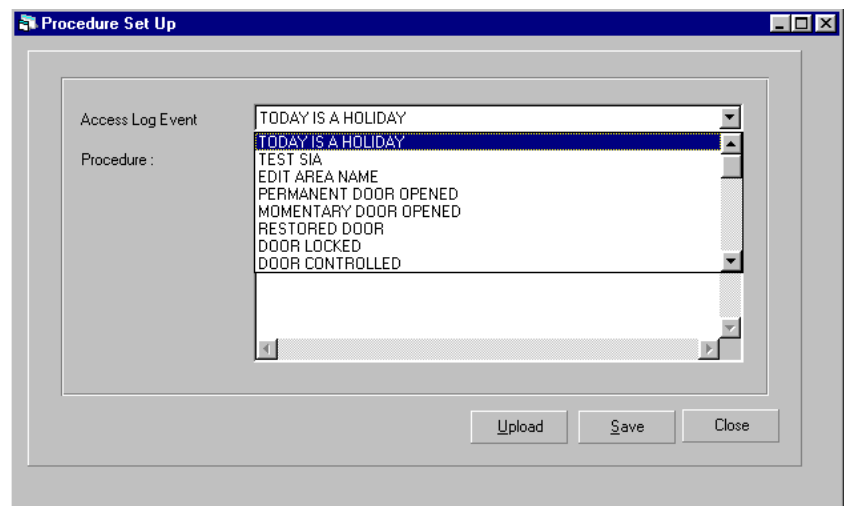 Procedure Set Up
Access Log Event
TODAY IS A HOLIDAY
TODAY IS A HOLIDAY
Procedure :
TEST SIA
EDIT AREA NAME
PERMANENT DOOR OPENED
MOMENTARY DOOR OPENED
RESTORED DOOR
DOOR LOCKED
DOOR CONTROLLED
Upload
Save
Close